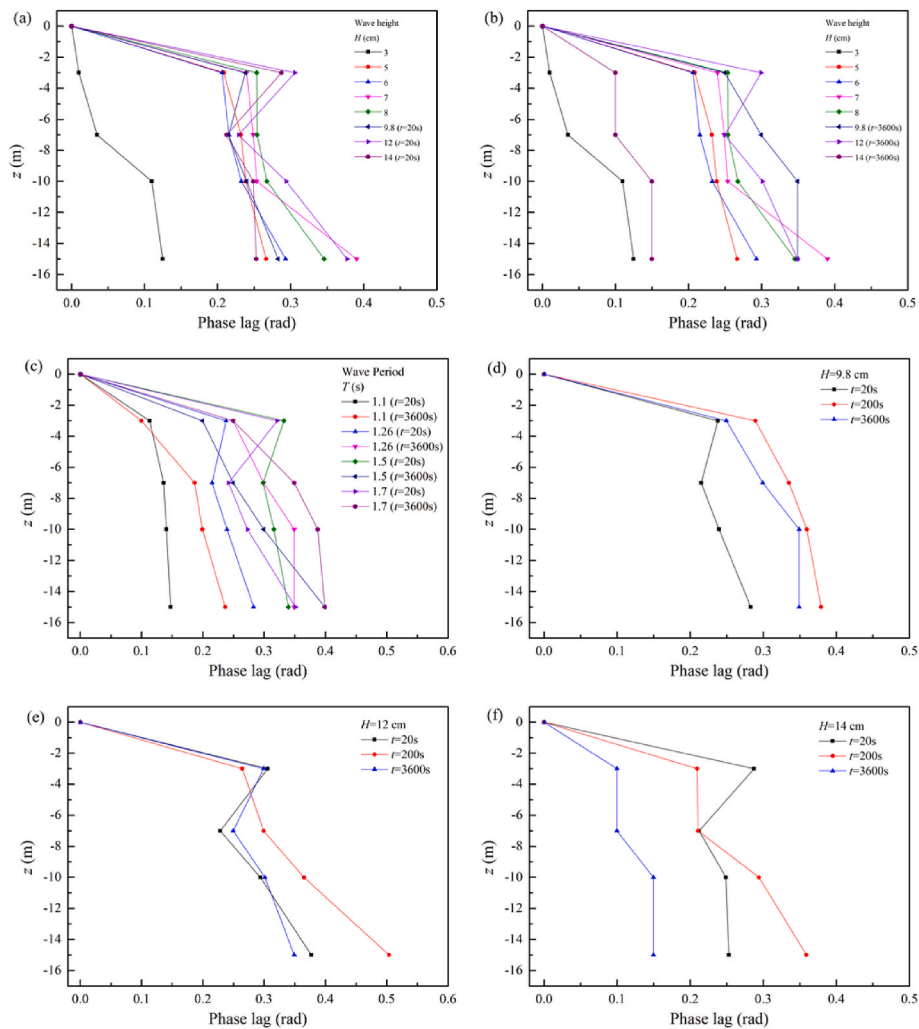 (a)
Wave height
H (cm)
3
5
6
7
8
9.8 (t=20s)
12 (t=20s)
14 (t=20s)
z (m)
0
-2
-4
-6
-8
-10
-12
-14
-16
0.0 0.1 0.2 0.3 0.4 0.5
Phase lag (rad)
(b)
Wave height
H (cm)
3
5
6
7
8
9.8 (t=3600s)
12 (t=3600s)
14 (t=3600s)
z (m)
0
-2
-4
-6
-8
-10
-12
-14
-16
0.0 0.1 0.2 0.3 0.4 0.5
Phase lag (rad)
(c)
Wave Period
T (s)
1.1 (t=20s)
1.1 (t=3600s)
1.26 (t=20s)
1.26 (t=3600s)
1.5 (t=20s)
1.5 (t=3600s)
1.7 (t=20s)
1.7 (t=3600s)
z (m)
0
-2
-4
-6
-8
-10
-12
-14
-16
0.0 0.1 0.2 0.3 0.4 0.5 0.6
Phase lag (rad)
(d)
H=9.8 cm
t=20s
t=200s
t=3600s
z (m)
0
-2
-4
-6
-8
-10
-12
-14
-16
0.0 0.1 0.2 0.3 0.4 0.5
Phase lag (rad)
(e)
H=12 cm
t=20s
t=200s
t=3600s
z (m)
0
-2
-4
-6
-8
-10
-12
-14
-16
0.0 0.1 0.2 0.3 0.4 0.5 0.6
Phase lag (rad)
(f)
H=14 cm
t=20s
t=200s
t=3600s
z (m)
0
-2
-4
-6
-8
-10
-12
-14
-16
0.0 0.1 0.2 0.3 0.4 0.5
Phase lag (rad)